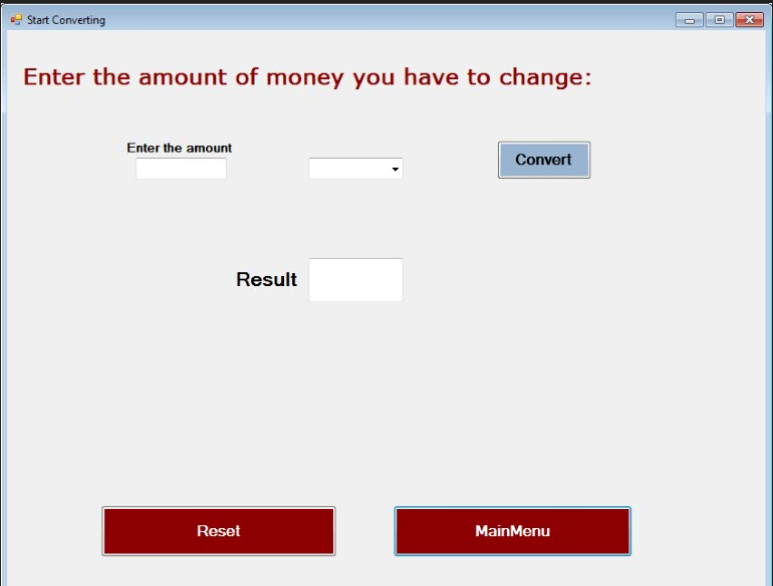 Start Converting
Enter the amount of money you have to change:
Enter the amount
Convert
Result
Reset
MainMenu